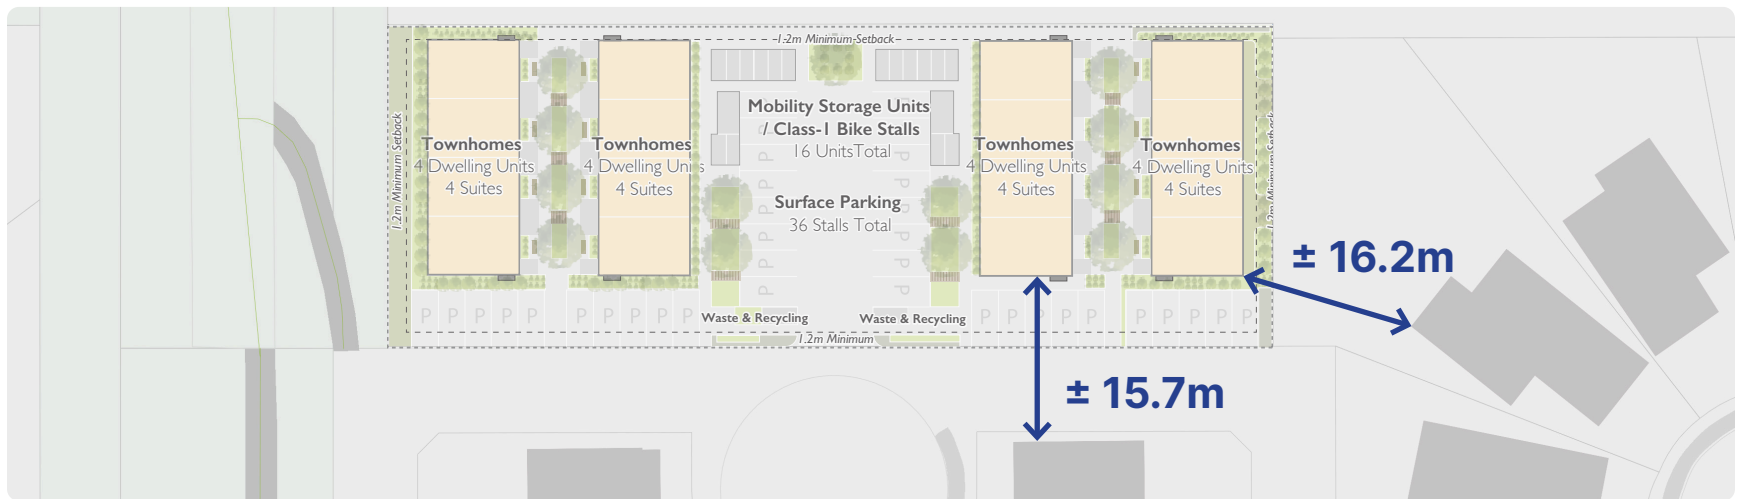 1.2m Minimum Setback
1.2m Minimum Setback
Townhomes
4 Dwelling Units
4 Suites
Townhomes
4 Dwelling Units
4 Suites
Mobility Storage Units
/ Class-1 Bike Stalls
16 UnitsTotal
Surface Parking
36 Stalls Total
Townhomes
4 Dwelling Units
4 Suites
Townhomes
4 Dwelling Units
4 Suites
1.2m Minimum Setback
P P P P P P P P P P
Waste & Recycling
Waste & Recycling
P P P P P P P P P P
1.2m Minimum
± 16.2m
± 15.7m